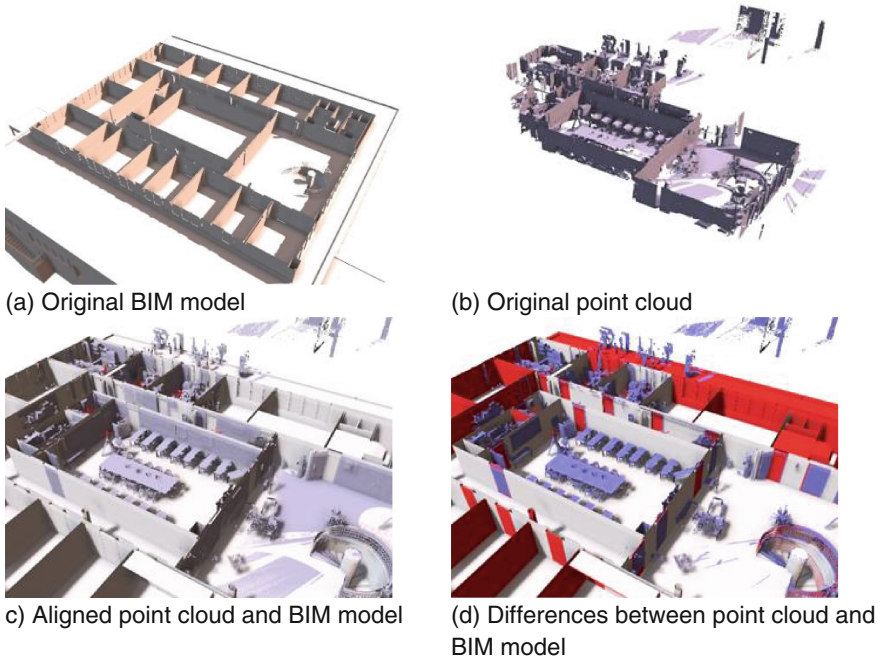 (a) Original BIM model
(b) Original point cloud
c) Aligned point cloud and BIM model
(d) Differences between point cloud and
BIM model